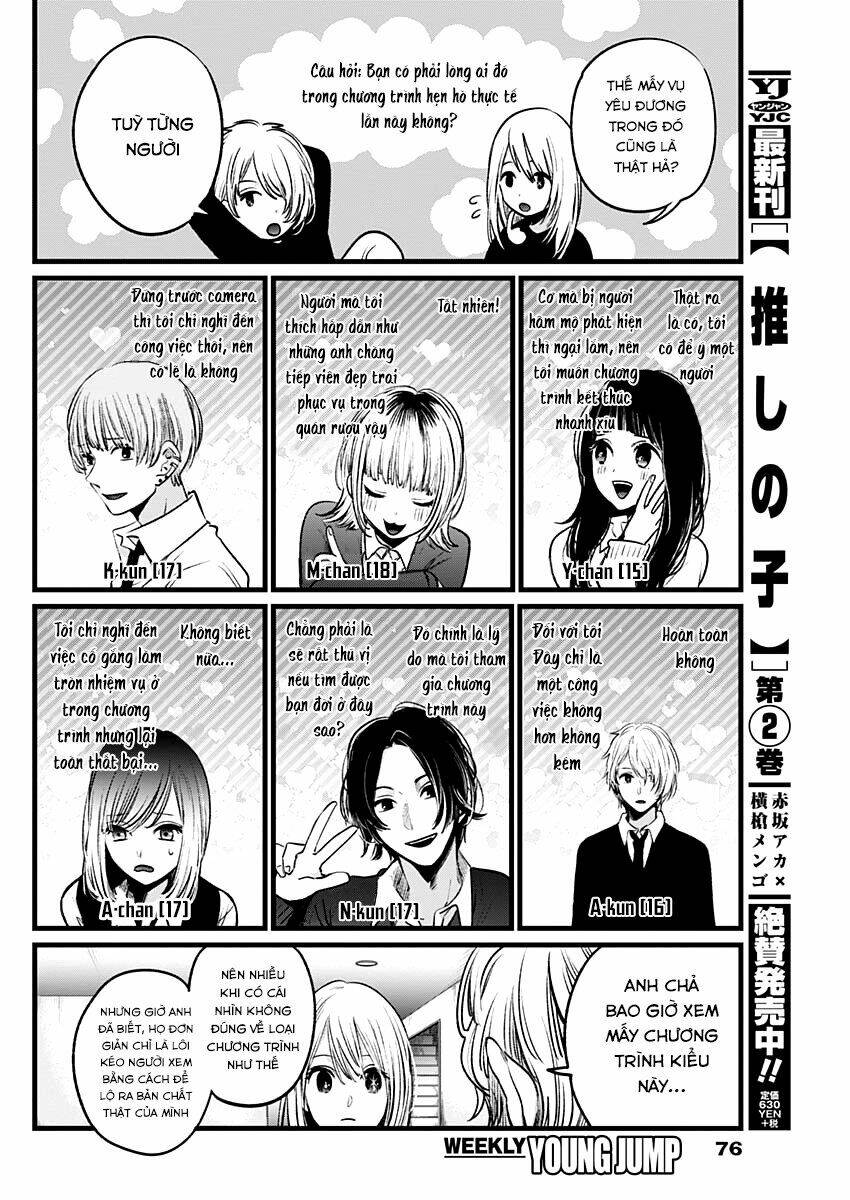 THẾ MẤY VỤ
YÊU ĐƯƠNG
TRONG ĐÓ
CŨNG LÀ
THẬT HẢ?
Câu hỏi: Bạn có phải lòng ai đó
trong chương trình hẹn hò thực tế
lần này không?
TUỲ TỪNG
NGƯỜI
Thật ra
là có, tôi
có để ý một
người
Cơ mà bị người
hâm mộ phát hiện
thì ngại lắm, nên
tôi muốn chương
trình kết thúc
nhanh xíu
Y-chan [15]
Tất nhiên!
Người mà tôi
thích hấp dẫn như
những anh chàng
tiếp viên đẹp trai
phục vụ trong
quán rượu vậy
M-chan [18]
Đứng trước camera
thì tôi chỉ nghĩ đến
công việc thôi, nên
có lẽ là không
K-kun [17]
Hoàn toàn
không
Đối với tôi
Đây chỉ là
một công
việc không
hơn không
kém
A-kun [16]
Đó chính là lý
do mà tôi tham
gia chương
trình này
Chẳng phải là
sẽ rất thú vị
nếu tìm được
bạn đời ở đây
sao?
N-kun [17]
Không biết
nữa...
Tôi chỉ nghĩ đến
việc cố gắng làm
tròn nhiệm vụ ở
trong chương
trình nhưng lại
toàn thất bại...
A-chan [17]
ANH CHẢ
BAO GIỜ XEM
MẤY CHƯƠNG
TRÌNH KIỂU
NÀY...
NÊN NHIỀU
KHI CÓ CÁI
NHÌN KHÔNG
ĐÚNG VỀ LOẠI
CHƯƠNG TRÌNH
NHƯ THẾ
NHƯNG GIỜ ANH
ĐÃ BIẾT, HỌ ĐƠN
GIẢN CHỈ LÀ LÔI
KÉO NGƯỜI XEM
BẰNG CÁCH ĐỂ
LỘ RA BẢN CHẤT
THẬT CỦA MÌNH
YJ
ヤンジャン
YJC
最新刊
【推しの子】
第②巻
赤坂アカ×
横槍メンゴ
絶賛発売中!!
定価
630
YEN
+税
WEEKLY YOUNG JUMP 76